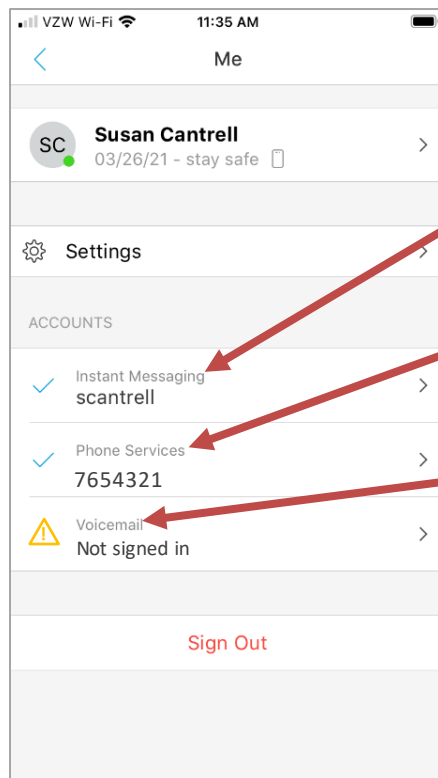 VZW Wi-Fi 11:35 AM
Me
SC
Susan Cantrell
03/26/21 - stay safe
Settings
ACCOUNTS
Instant Messaging
scantrell
Phone Services
7654321
Voicemail
Not signed in
Sign Out